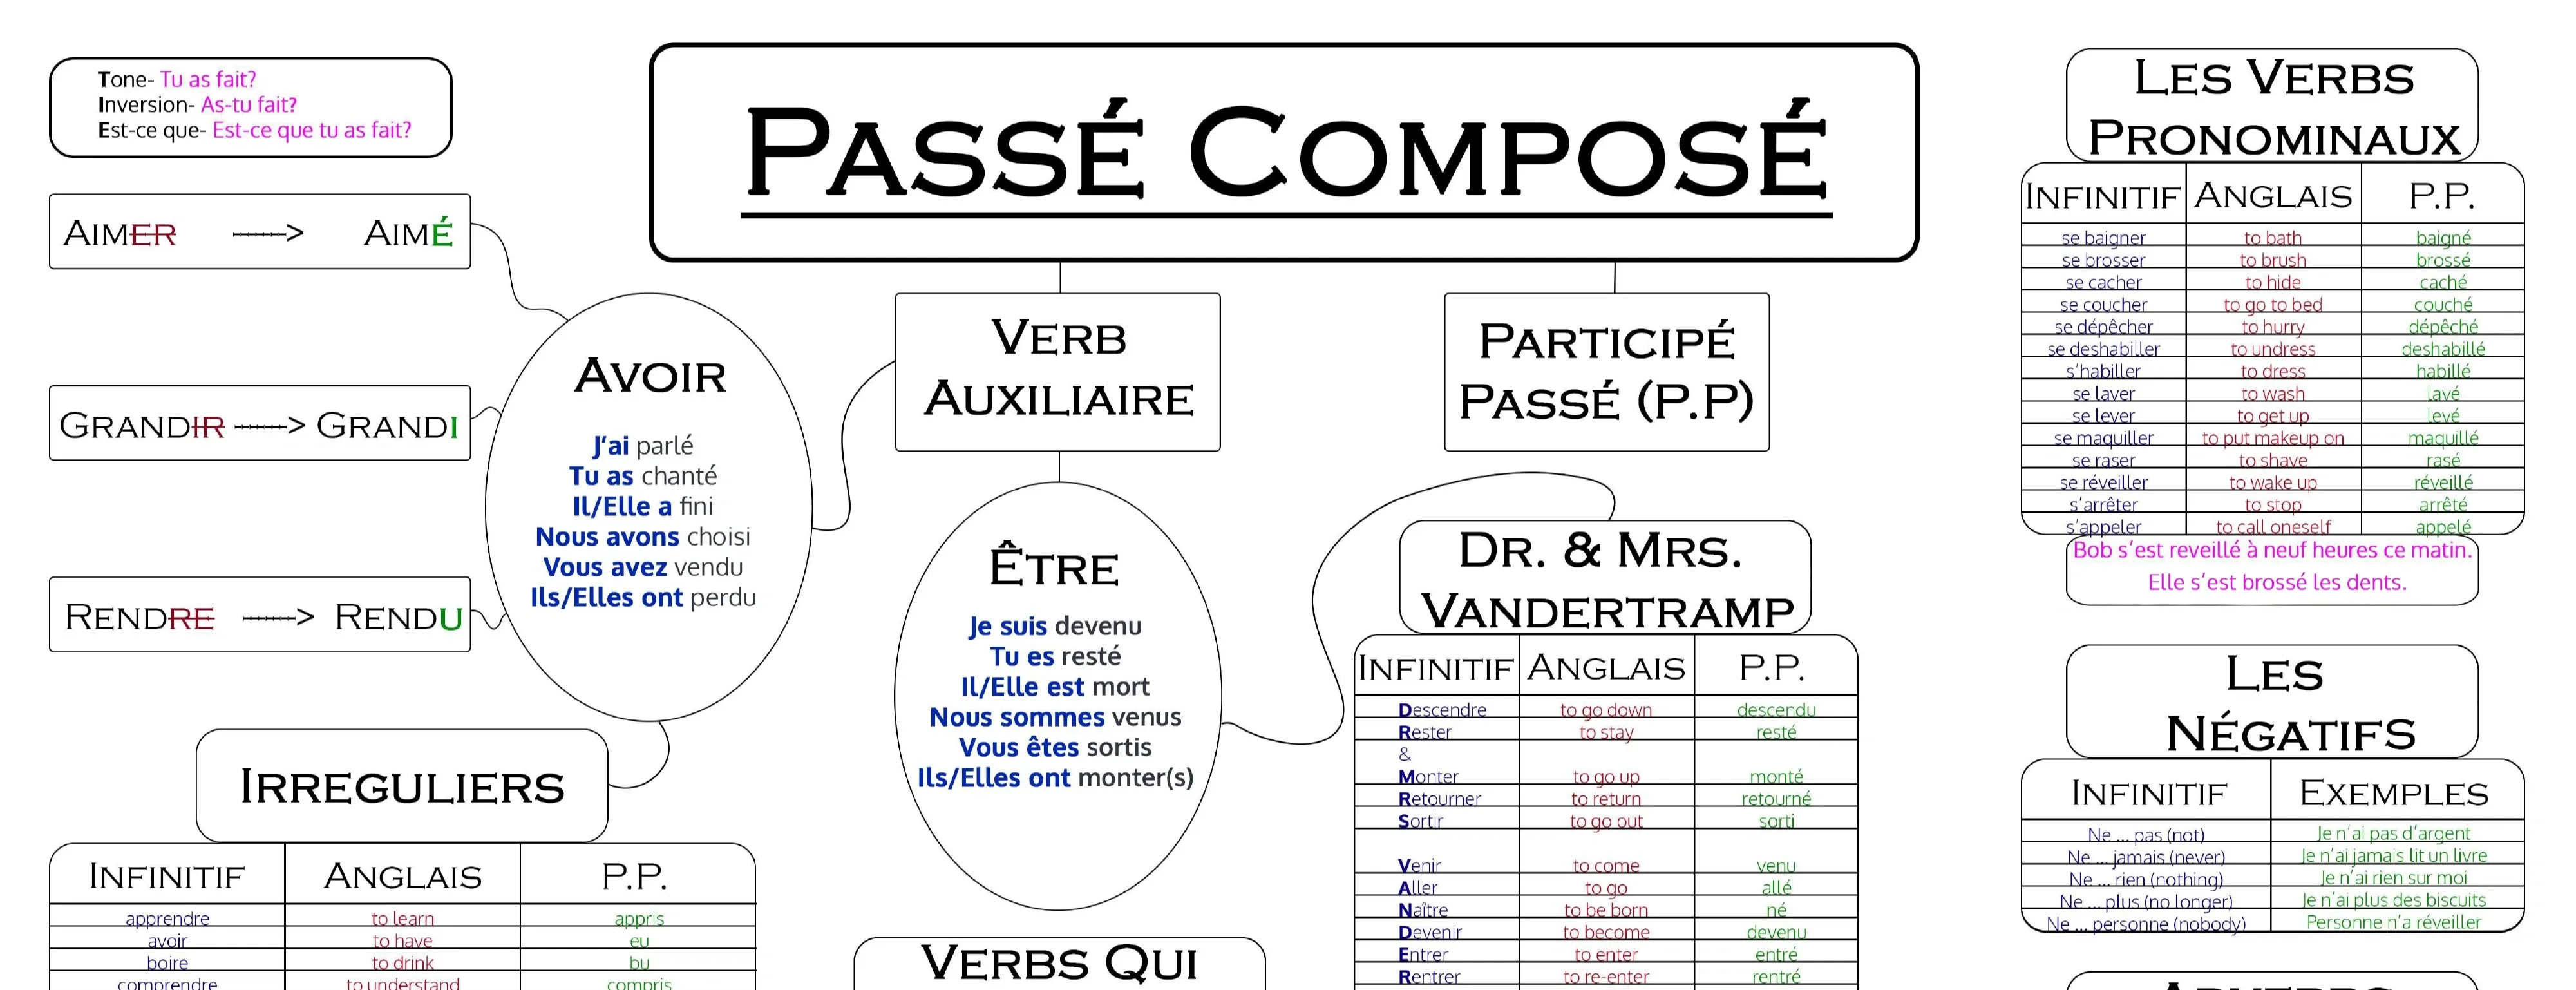 Tone- Tu as fait?
Inversion- As-tu fait?
Est-ce que- Est-ce que tu as fait?
PASSÉ COMPOSÉ
AIMER ------> AIMÉ
GRANDIR ------> GRANDI
RENDRE ------> RENDU
AVOIR
J'ai parlé
Tu as chanté
Il/Elle a fini
Nous avons choisi
Vous avez vendu
Ils/Elles ont perdu
VERB
AUXILIAIRE
PARTICIPÉ
PASSÉ (P.P)
ÊTRE
Je suis devenu
Tu es resté
Il/Elle est mort
Nous sommes venus
Vous êtes sortis
Ils/Elles ont monter(s)
IRREGULIERS
INFINITIF ANGLAIS P.P.
apprendre to learn appris
avoir to have eu
boire to drink bu
comprendre to understand compris
VERBS QUI
DR. & MRS.
VANDERTRAMP
INFINITIF ANGLAIS P.P.
Descendre to go down descendu
Rester to stay resté
&
Monter to go up monté
Retourner to return retourné
Sortir to go out sorti
Venir to come venu
Aller to go allé
Naître to be born né
Devenir to become devenu
Entrer to enter entré
Rentrer to re-enter rentré
LES VERBS
PRONOMINAUX
INFINITIF ANGLAIS P.P.
se baigner to bath baigné
se brosser to brush brossé
se cacher to hide caché
se coucher to go to bed couché
se dépêcher to hurry dépêché
se deshabiller to undress deshabillé
s'habiller to dress habillé
se laver to wash lavé
se lever to get up levé
se maquiller to put makeup on maquillé
se raser to shave rasé
se réveiller to wake up réveillé
s'arrêter to stop arrêté
s'appeler to call oneself appelé
Bob s'est reveillé à neuf heures ce matin.
Elle s'est brossé les dents.
LES
NÉGATIFS
INFINITIF EXEMPLES
Ne ... pas (not) Je n'ai pas d'argent
Ne ... jamais (never) Je n'ai jamais lit un livre
Ne ... rien (nothing) Je n'ai rien sur moi
Ne ... plus (no longer) Je n'ai plus des biscuits
Ne ... personne (nobody) Personne n'a réveiller